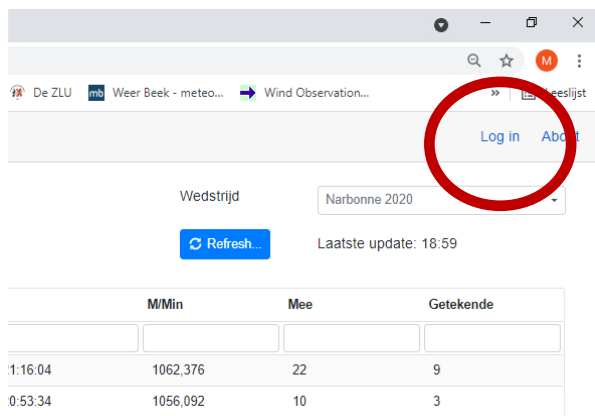 M
De ZLU mb Weer Beek - meteo... Wind Observation... » Leeslijst
Log in About
Wedstrijd Narbonne 2020
Refresh... Laatste update: 18:59
M/Min Mee Getekende
1:16:04 1062,376 22 9
0:53:34 1056,092 10 3